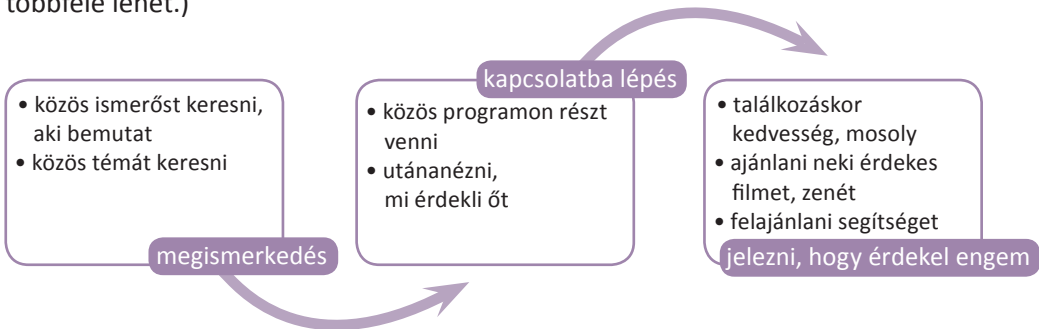 többféle lehet.)
• közös ismerőst keresni,
aki bemutat
• közös témát keresni
megismerkedés
kapcsolatba lépés
• közös programon részt
venni
• utánanézni,
mi érdekli őt
• találkozáskor
kedvesség, mosoly
• ajánlani neki érdekes
filmet, zenét
• felajánlani segítséget
jelezni, hogy érdekel engem